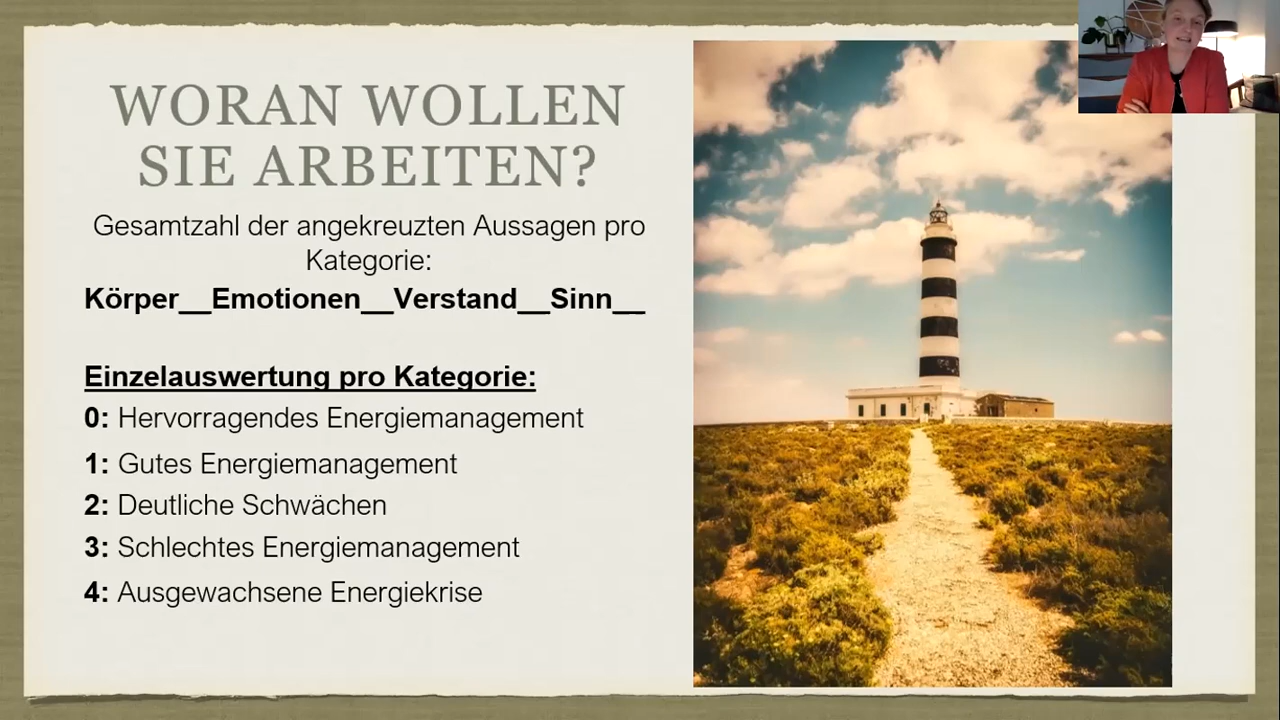 WORAN WOLLEN
SIE ARBEITEN?
Gesamtzahl der angekreuzten Aussagen pro
Kategorie:
Körper__Emotionen__Verstand__Sinn__
Einzelauswertung pro Kategorie:
0: Hervorragendes Energiemanagement
1: Gutes Energiemanagement
2: Deutliche Schwächen
3: Schlechtes Energiemanagement
4: Ausgewachsene Energiekrise